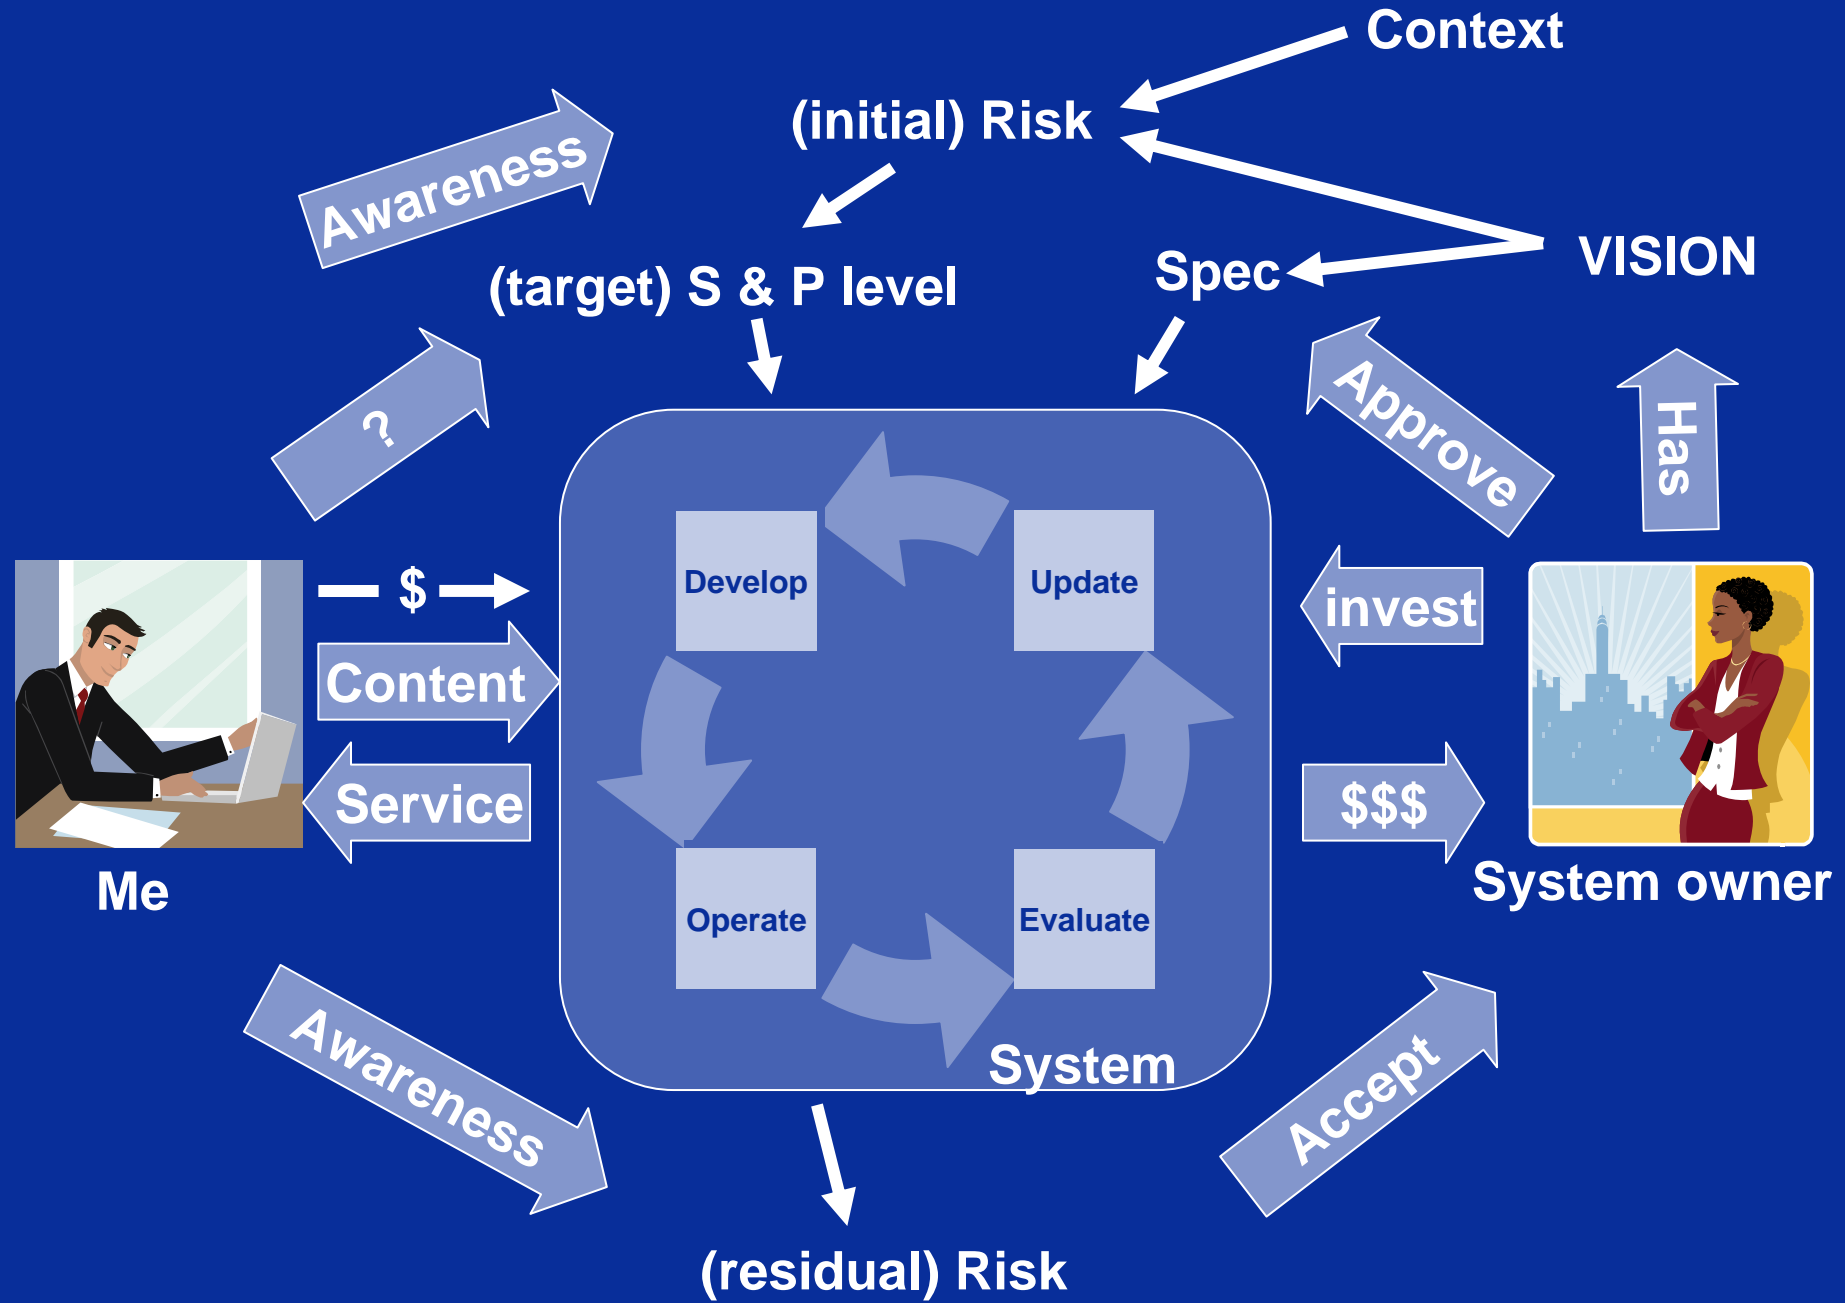 Context
(initial) Risk
Awareness
VISION
Spec
(target) S & P level
?
Approve
Has
$
Develop
Update
invest
Content
Service
$$$
Me
System owner
Operate
Evaluate
System
Awareness
Accept
(residual) Risk